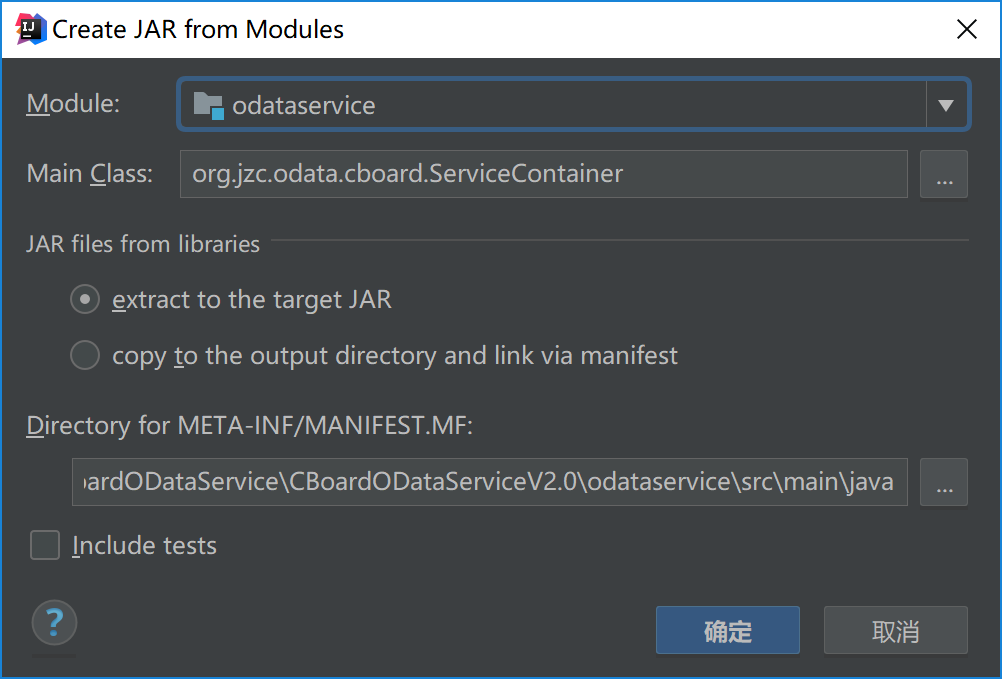 Create JAR from Modules
Module: odataservice
Main Class: org.jzc.odata.cboard.ServiceContainer ...
JAR files from libraries
extract to the target JAR
copy to the output directory and link via manifest
Directory for META-INF/MANIFEST.MF:
ardODataService\CBoardODataServiceV2.0\odataservice\src\main\java ...
Include tests
? 确定 取消